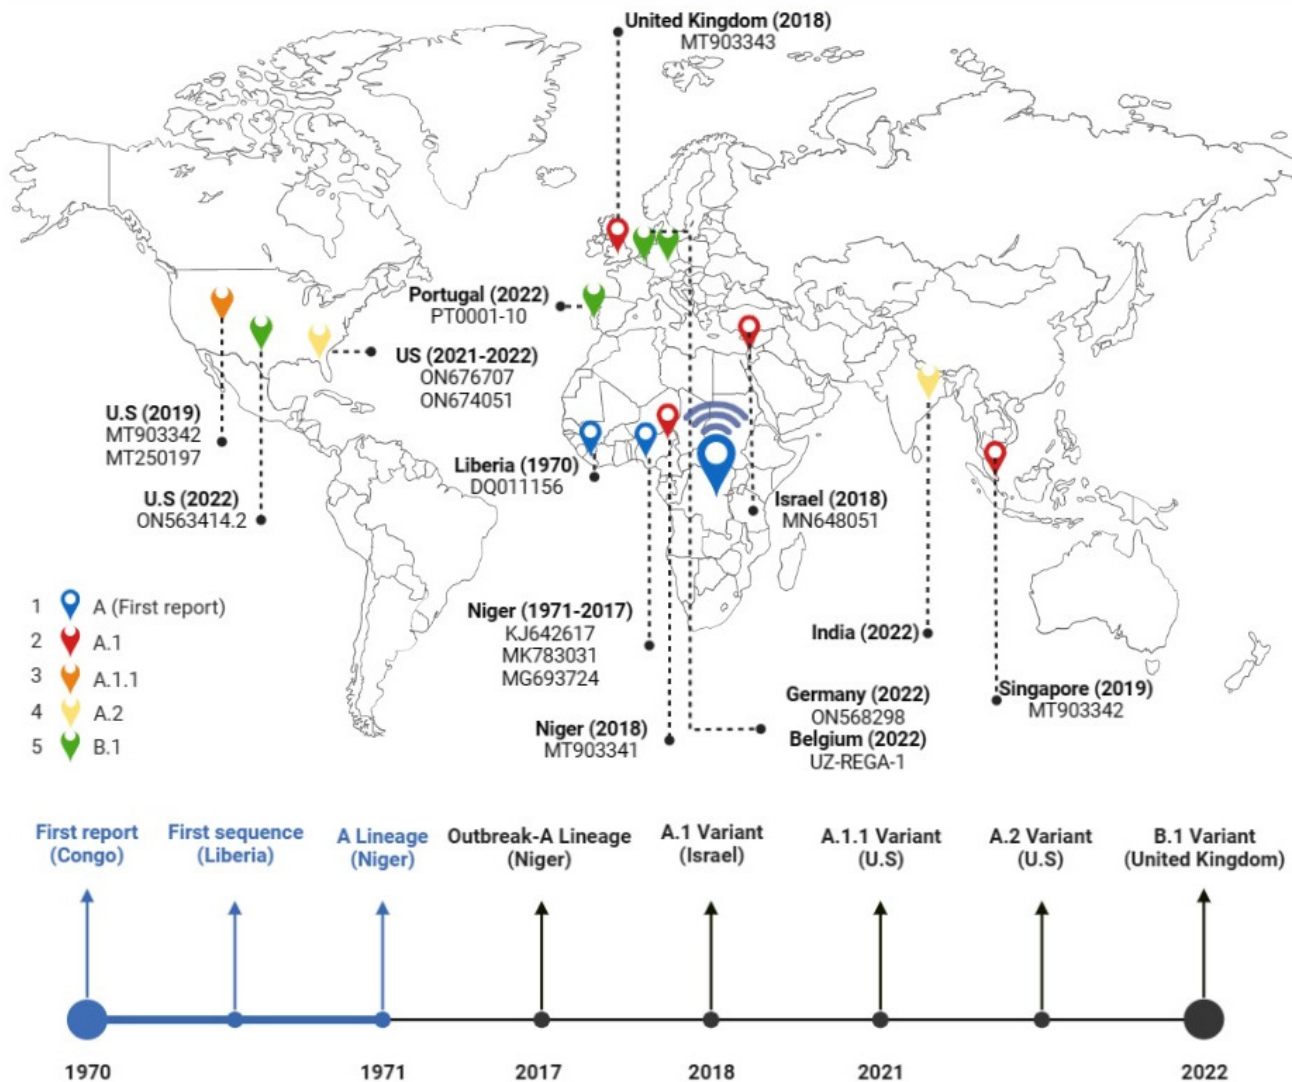 United Kingdom (2018)
MT903343
Portugal (2022)
PT0001-10
US (2021-2022)
ON676707
ON674051
U.S (2019)
MT903342
MT250197
U.S (2022)
ON563414.2
Liberia (1970)
DQ011156
Israel (2018)
MN648051
Niger (1971-2017)
KJ642617
MK783031
MG693724
India (2022)
Niger (2018)
MT903341
Germany (2022)
ON568298
Belgium (2022)
UZ-REGA-1
Singapore (2019)
MT903342
1 A (First report)
2 A.1
3 A.1.1
4 A.2
5 B.1
First report
(Congo)
First sequence
(Liberia)
A Lineage
(Niger)
Outbreak-A Lineage
(Niger)
A.1 Variant
(Israel)
A.1.1 Variant
(U.S)
A.2 Variant
(U.S)
B.1 Variant
(United Kingdom)
1970
1971
2017
2018
2021
2022